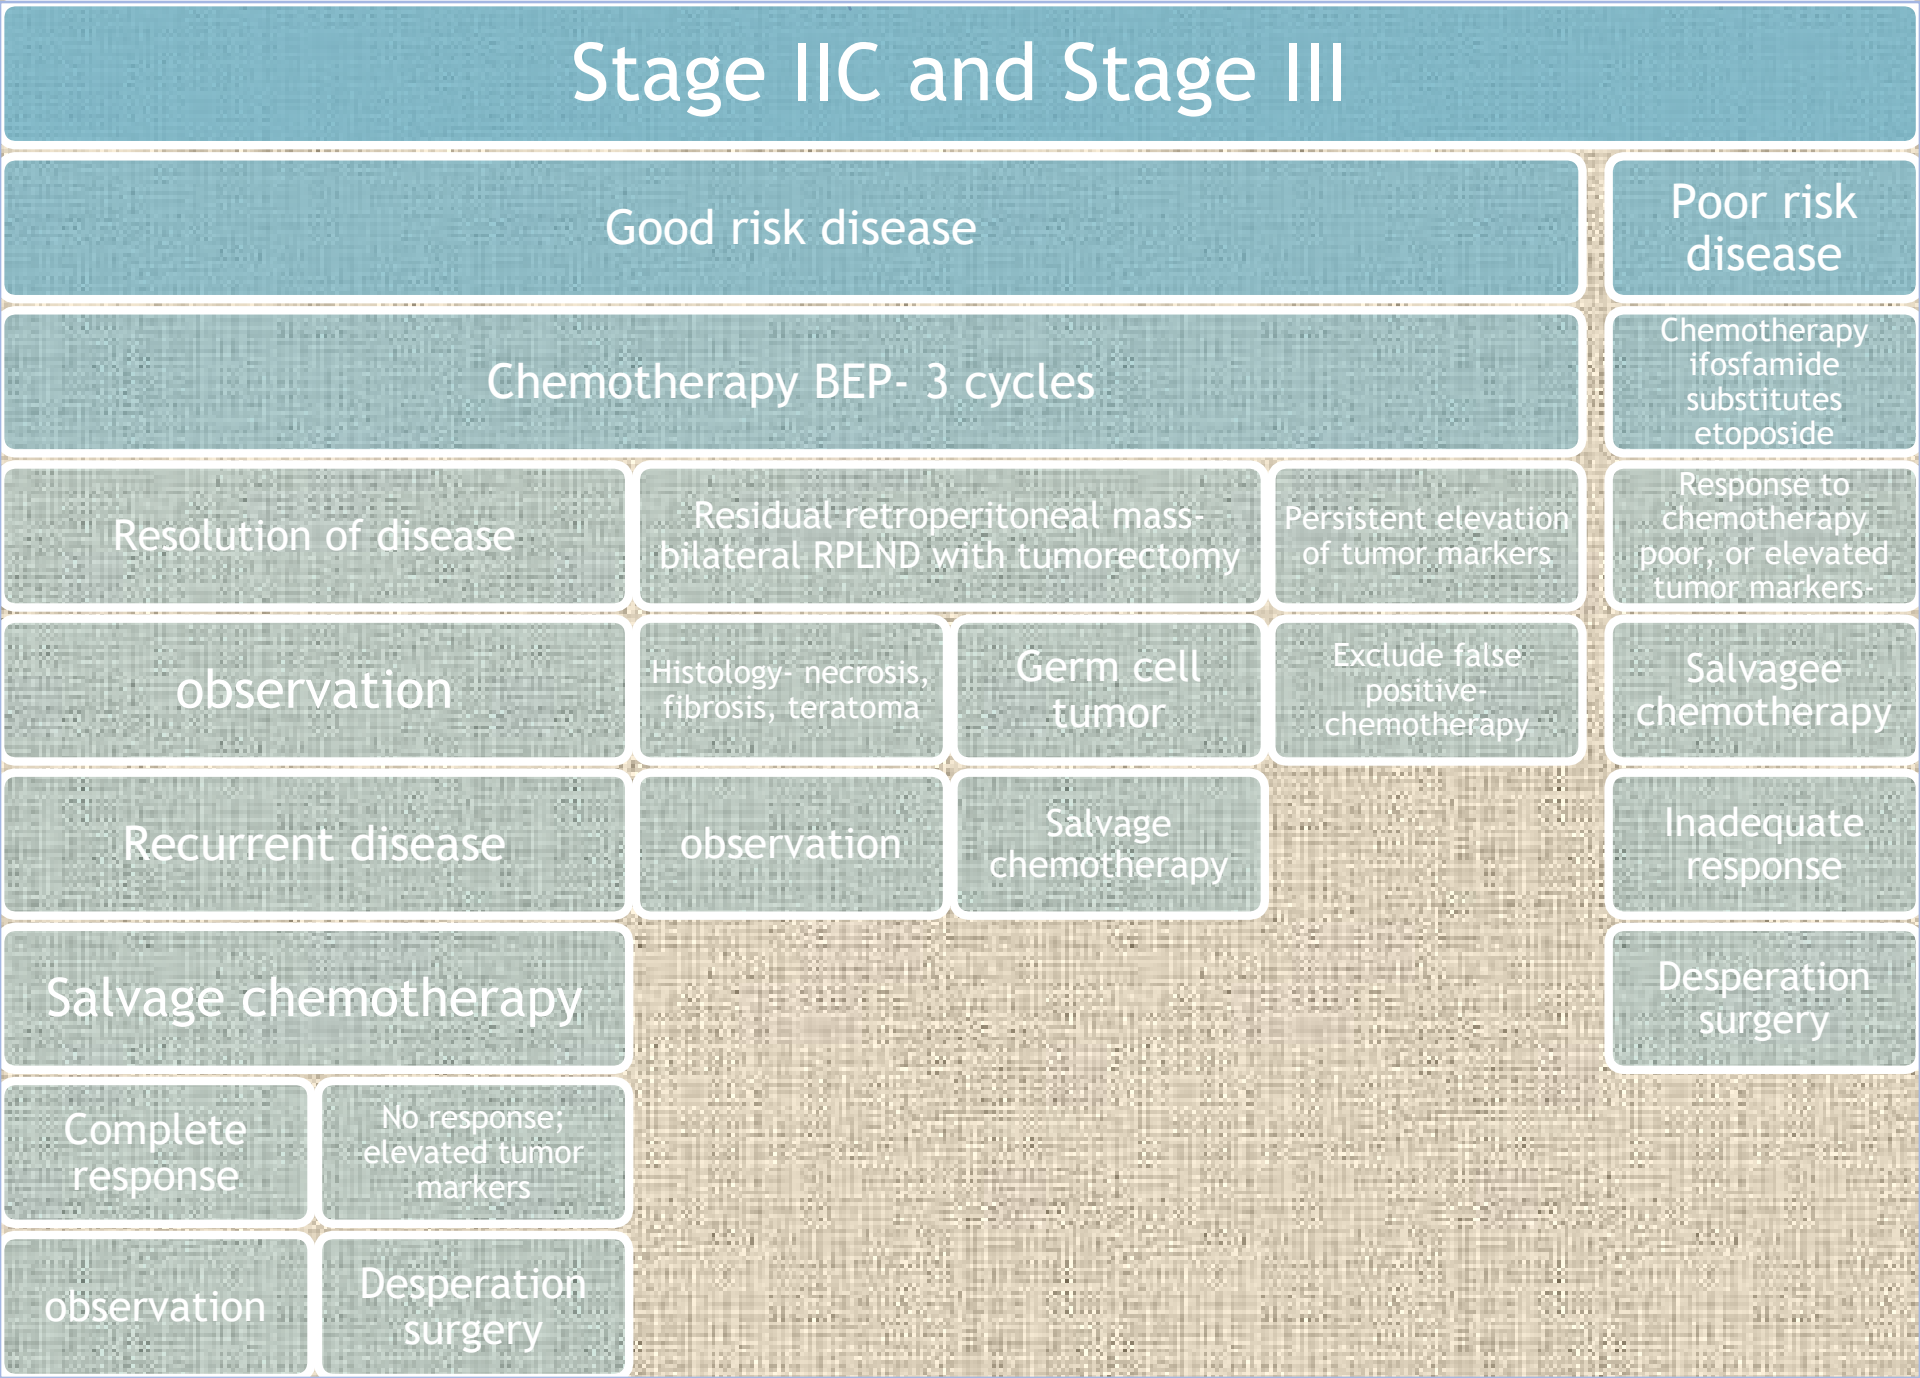 Stage IIC and Stage III
Good risk disease
Poor risk
disease
Chemotherapy BEP- 3 cycles
Chemotherapy
ifosfamide
substitutes
etoposide
Resolution of disease
Residual retroperitoneal mass-
bilateral RPLND with tumorectomy
Persistent elevation
of tumor markers
Response to
chemotherapy
poor, or elevated
tumor markers-
observation
Histology- necrosis,
fibrosis, teratoma
Germ cell
tumor
Exclude false
positive-
chemotherapy
Salvagee
chemotherapy
Recurrent disease
observation
Salvage
chemotherapy
Inadequate
response
Salvage chemotherapy
Desperation
surgery
Complete
response
No response;
elevated tumor
markers
observation
Desperation
surgery